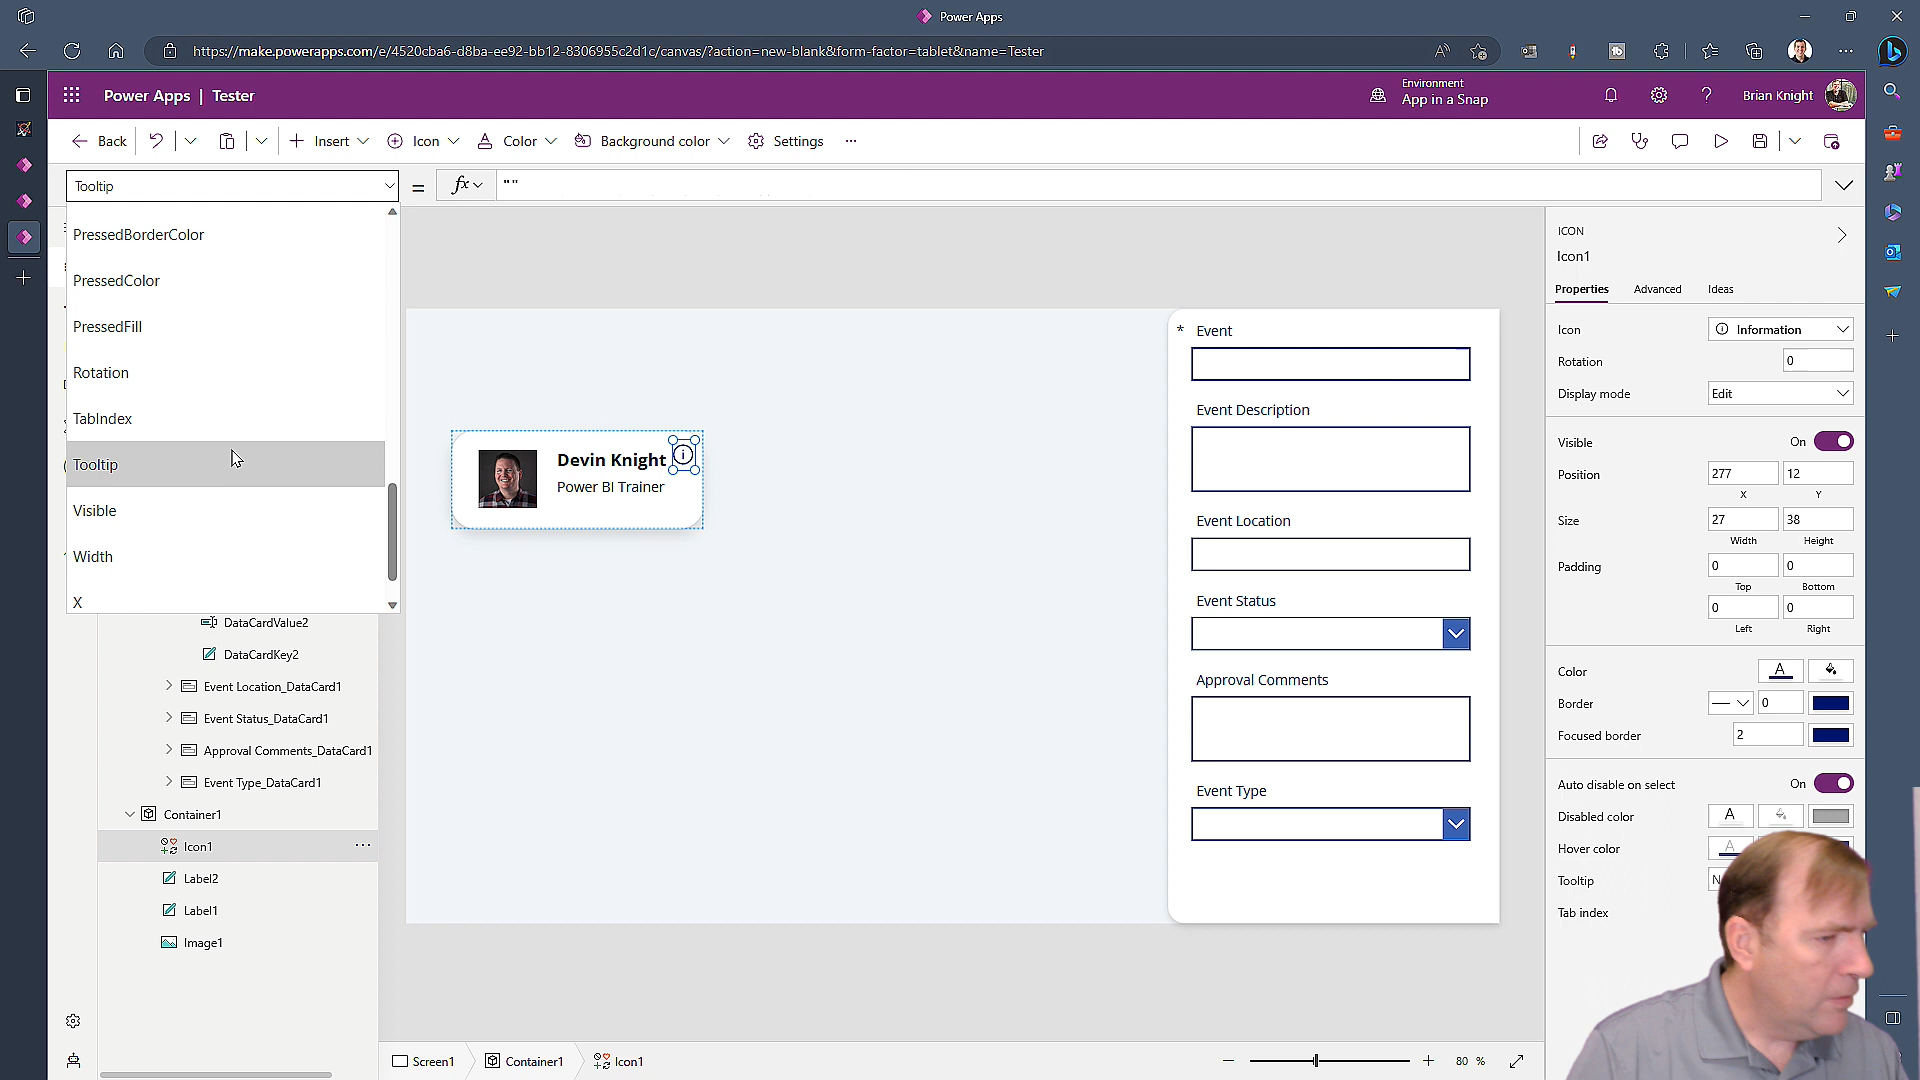 Power Apps
https://make.powerapps.com/e/4520cba6-d8ba-ee92-bb12-8306955c2d1c/canvas/?action=new-blank&form-factor=tablet&name=Tester
Power Apps | Tester
Environment
App in a Snap
Brian Knight
Back
Insert
Icon
Color
Background color
Settings
Tooltip
=
fx
""
PressedBorderColor
PressedColor
PressedFill
Rotation
TabIndex
Tooltip
Visible
Width
X
DataCardValue2
DataCardKey2
Event Location_DataCard1
Event Status_DataCard1
Approval Comments_DataCard1
Event Type_DataCard1
Container1
Icon1
Label2
Label1
Image1
Devin Knight
Power BI Trainer
* Event
Event Description
Event Location
Event Status
Approval Comments
Event Type
ICON
Icon1
Properties
Advanced
Ideas
Icon
Information
Rotation
0
Display mode
Edit
Visible
On
Position
277
12
X
Y
Size
27
38
Width
Height
Padding
0
0
Top
Bottom
0
0
Left
Right
Color
Border
0
Focused border
2
Auto disable on select
On
Disabled color
Hover color
Tooltip
Tab index
Screen1
Container1
Icon1
80 %